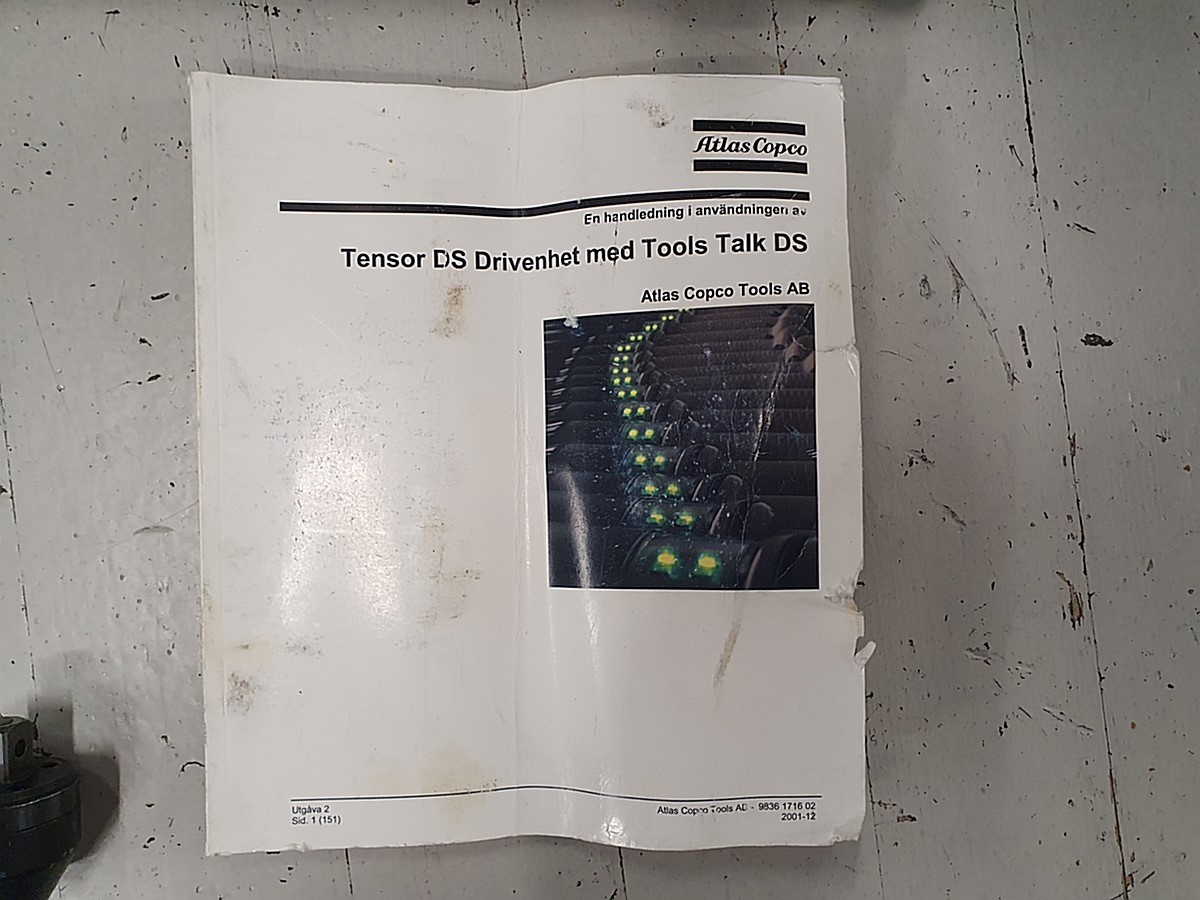 Atlas Copco
En handledning i användningen av
Tensor DS Drivenhet med Tools Talk DS
Atlas Copco Tools AB
Utgåva 2
Sid. 1 (151)
Atlas Copco Tools AB - 9836 1716 02
2001-12